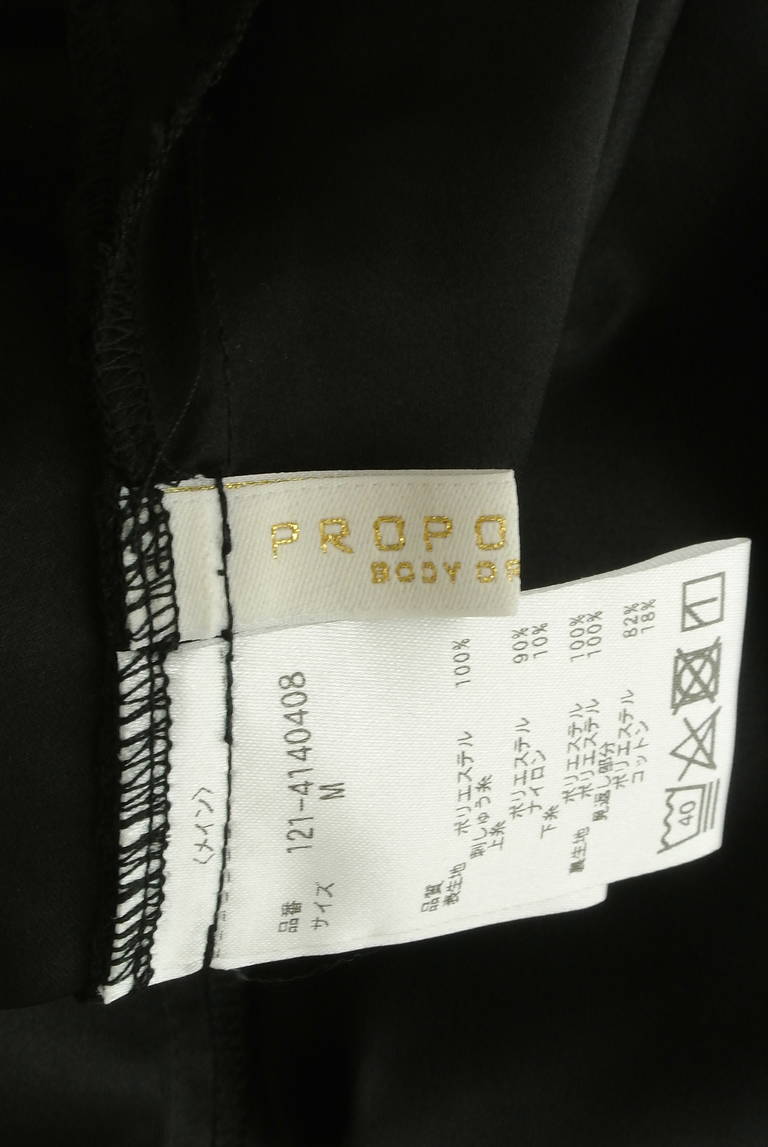 PROPO
BODY DR
〈メイン〉
品番 121-4140408
サイズ M
品質
表生地 ポリエステル 100%
刺しゅう糸
上糸 ポリエステル 90%
ナイロン 10%
下糸 ポリエステル 100%
裏生地 ポリエステル 100%
見返し部分
ポリエステル 82%
コットン 18%
40